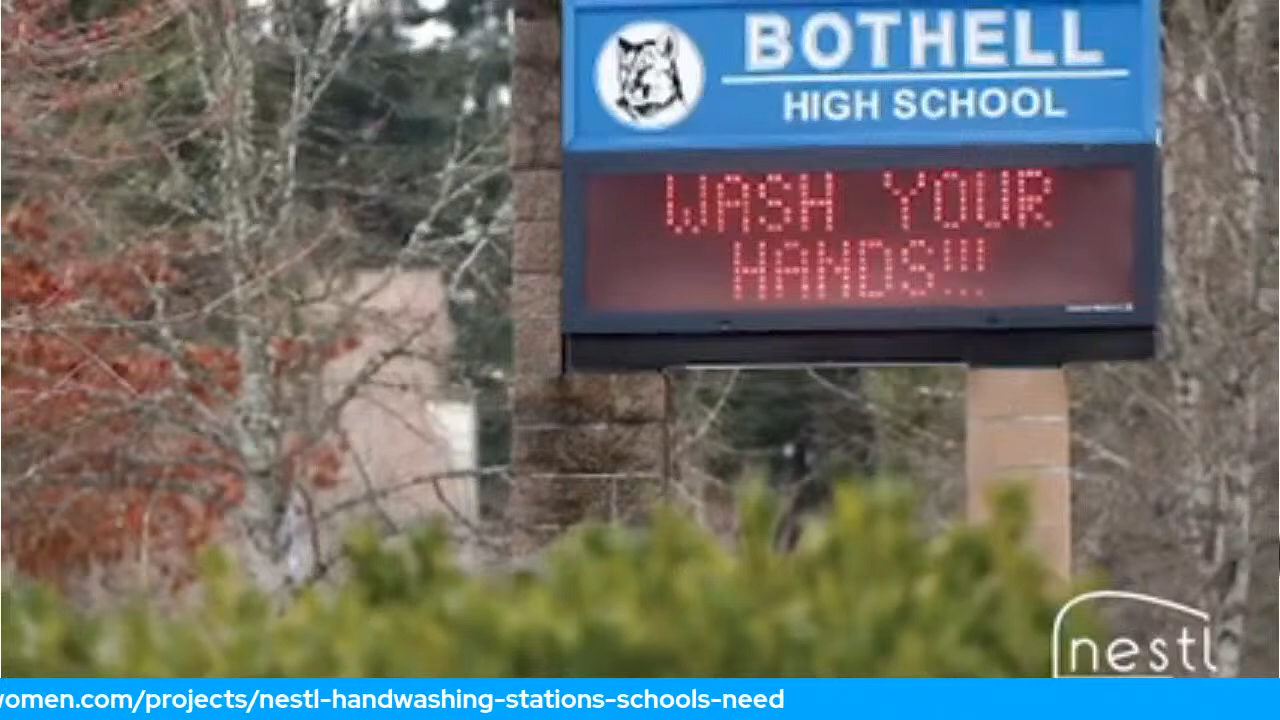 BOTHELL
HIGH SCHOOL
WASH YOUR
HANDS!!!
nestl
women.com/projects/nestl-handwashing-stations-schools-need